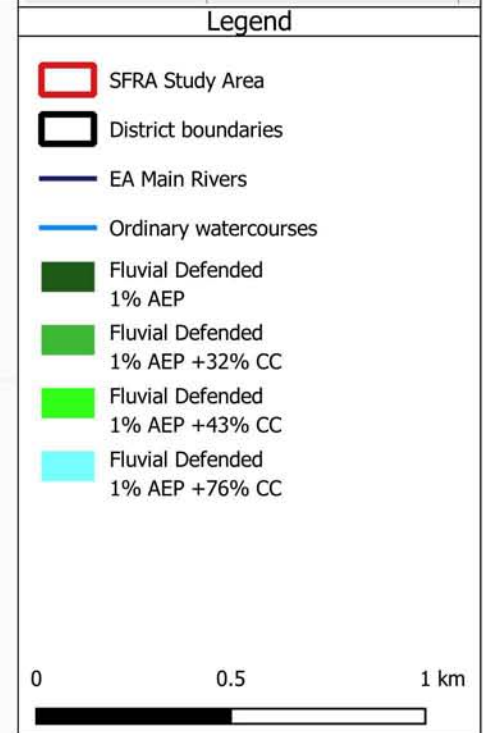 Legend
SFRA Study Area
District boundaries
EA Main Rivers
Ordinary watercourses
Fluvial Defended
1% AEP
Fluvial Defended
1% AEP +32% CC
Fluvial Defended
1% AEP +43% CC
Fluvial Defended
1% AEP +76% CC
0 0.5 1 km